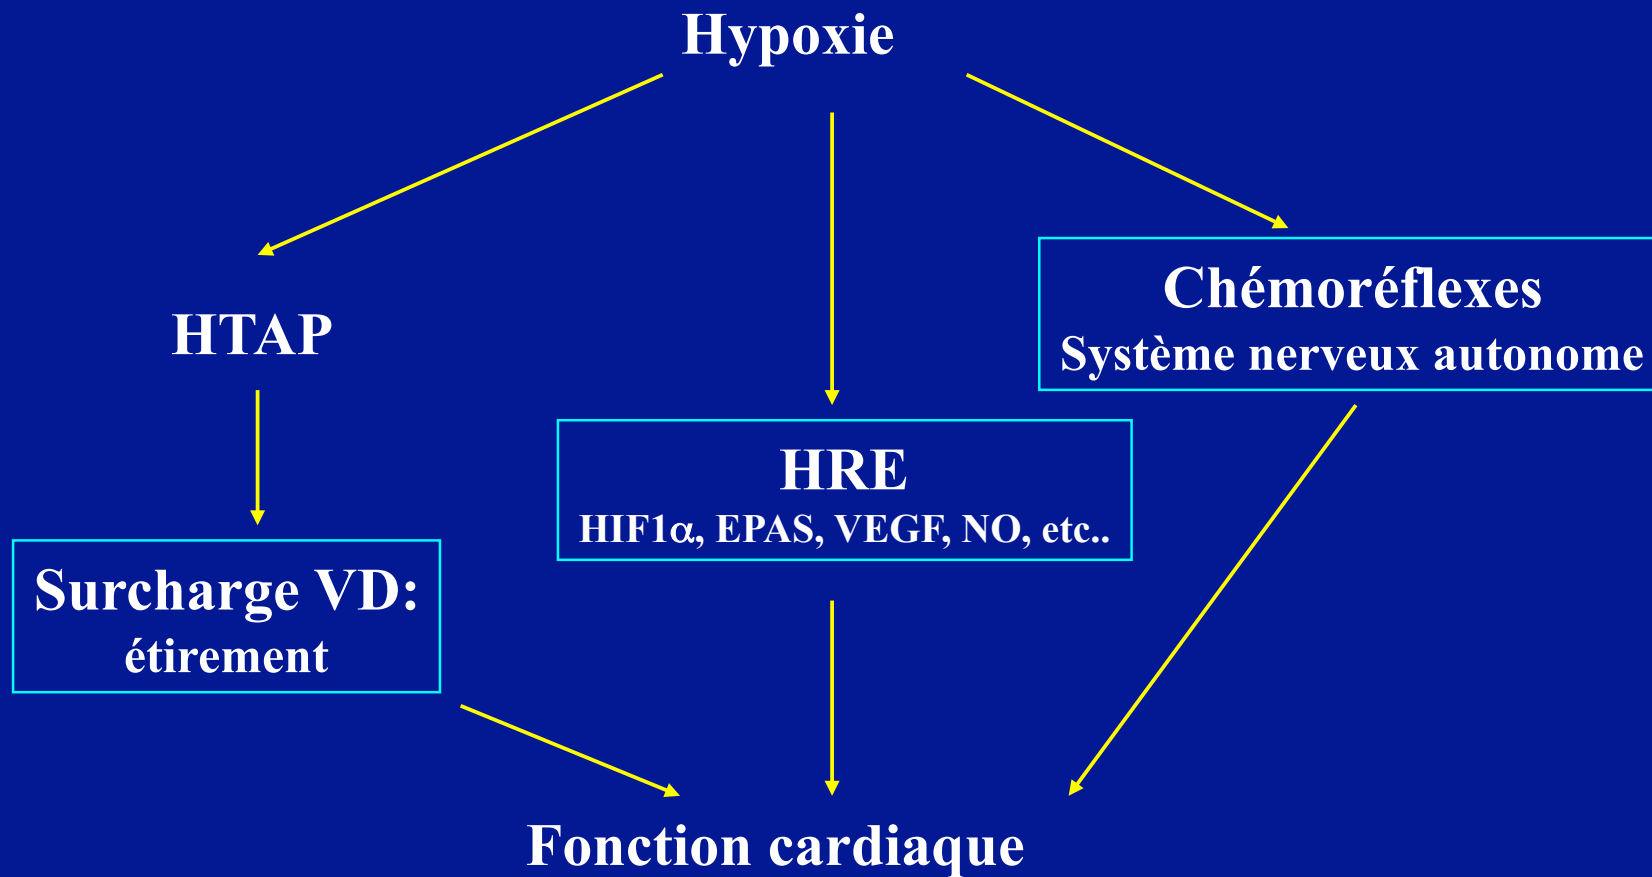 Hypoxie
Chémoréflexes
Système nerveux autonome
HTAP
HRE
HIF1α, EPAS, VEGF, NO, etc..
Surcharge VD:
étirement
Fonction cardiaque